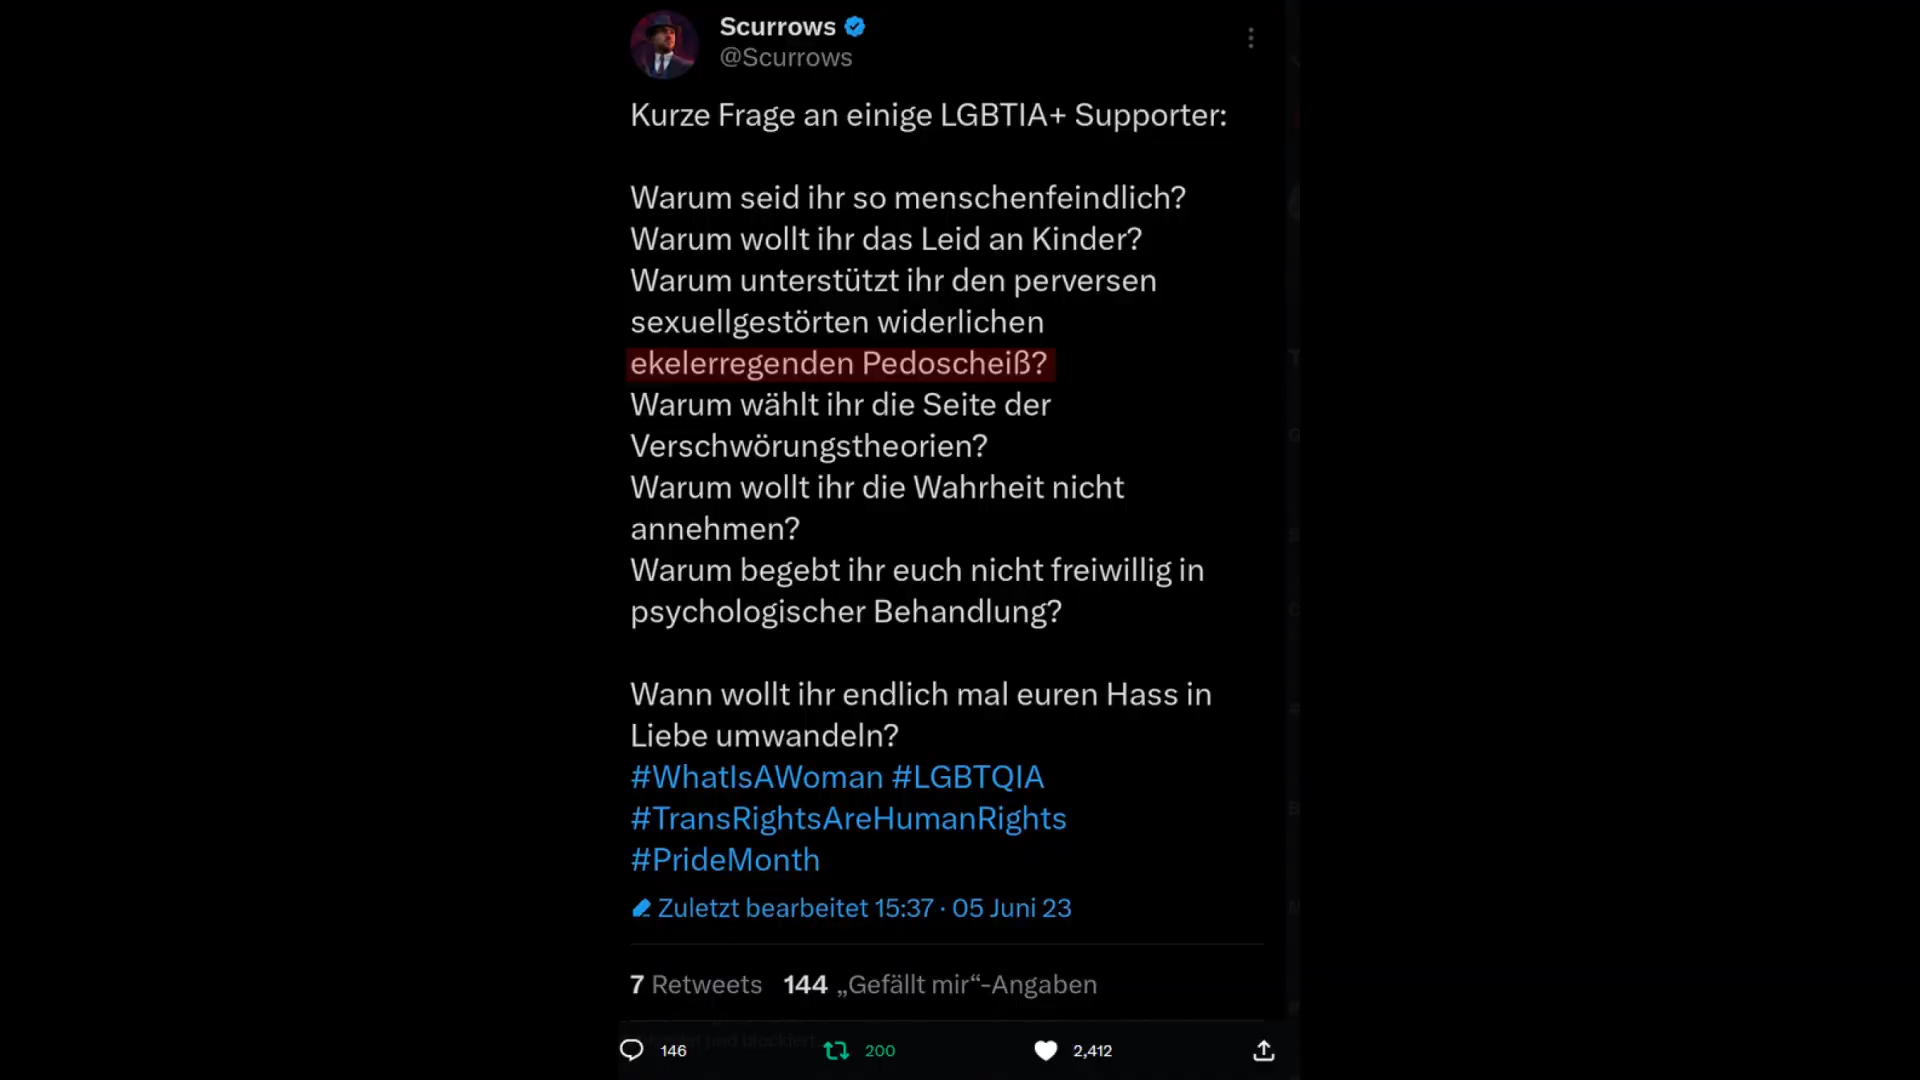 Scurrows
@Scurrows
Kurze Frage an einige LGBTIA+ Supporter:
Warum seid ihr so menschenfeindlich?
Warum wollt ihr das Leid an Kinder?
Warum unterstützt ihr den perversen
sexuellgestörten widerlichen
ekelerregenden Pedoscheiß?
Warum wählt ihr die Seite der
Verschwörungstheorien?
Warum wollt ihr die Wahrheit nicht
annehmen?
Warum begebt ihr euch nicht freiwillig in
psychologischer Behandlung?
Wann wollt ihr endlich mal euren Hass in
Liebe umwandeln?
#WhatIsAWoman #LGBTQIA
#TransRightsAreHumanRights
#PrideMonth
Zuletzt bearbeitet 15:37 · 05 Juni 23
7 Retweets 144 „Gefällt mir“-Angaben
146 200 2,412